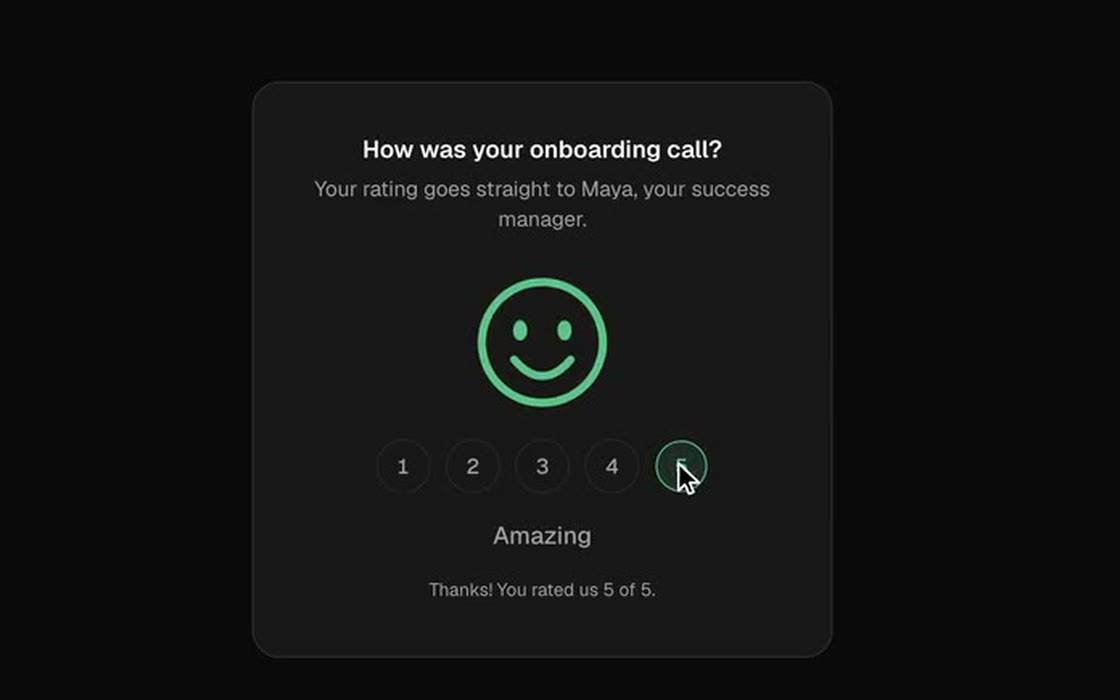 How was your onboarding call?
Your rating goes straight to Maya, your success
manager.
1 2 3 4 5
Amazing
Thanks! You rated us 5 of 5.